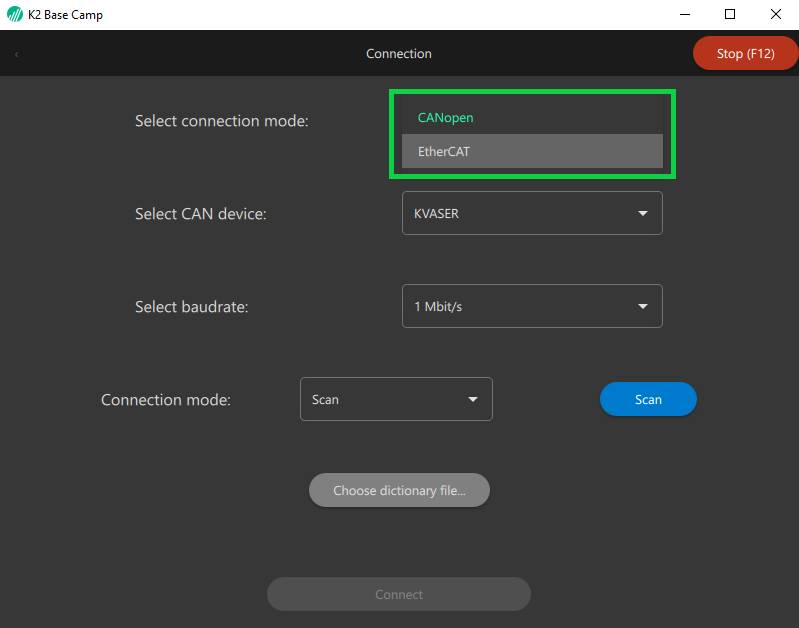 K2 Base Camp
‹
Connection
Stop (F12)
Select connection mode:
CANopen
EtherCAT
Select CAN device:
KVASER
Select baudrate:
1 Mbit/s
Connection mode:
Scan
Scan
Choose dictionary file...
Connect